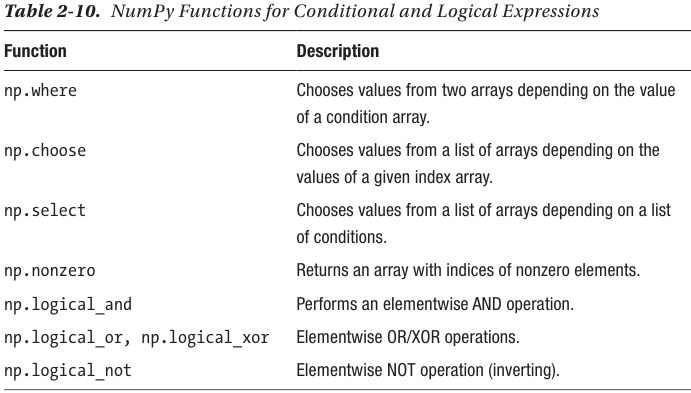 Table 2-10. NumPy Functions for Conditional and Logical Expressions
Function Description
np.where Chooses values from two arrays depending on the value
of a condition array.
np.choose Chooses values from a list of arrays depending on the
values of a given index array.
np.select Chooses values from a list of arrays depending on a list
of conditions.
np.nonzero Returns an array with indices of nonzero elements.
np.logical_and Performs an elementwise AND operation.
np.logical_or, np.logical_xor Elementwise OR/XOR operations.
np.logical_not Elementwise NOT operation (inverting).